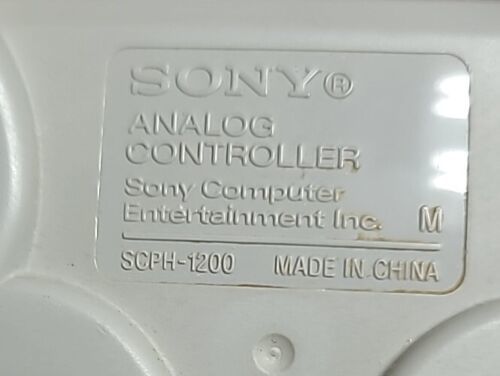 SONY®
ANALOG
CONTROLLER
Sony Computer
Entertainment Inc. M
SCPH-1200 MADE IN CHINA